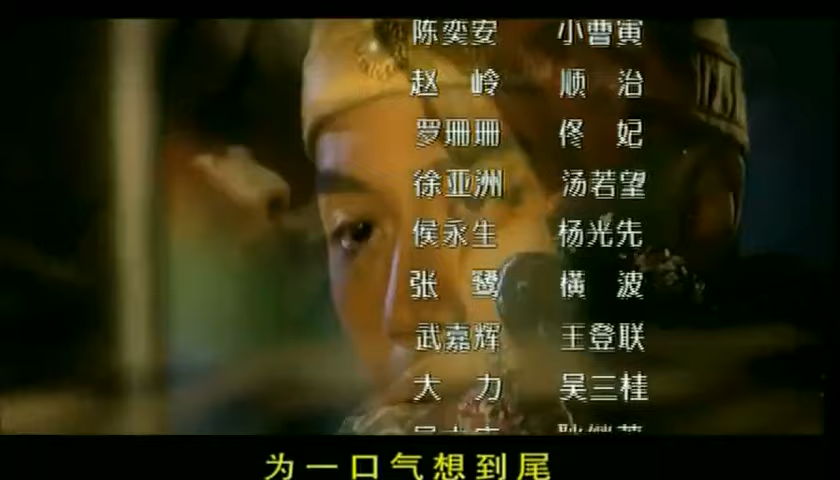 陈奕安 小曹寅
赵岭 顺治
罗珊珊 佟妃
徐亚洲 汤若望
侯永生 杨光先
张鹭 横波
武嘉辉 王登联
大力 吴三桂
为一口气想到尾